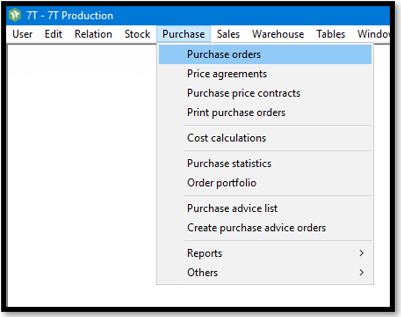 7T - 7T Production
User Edit Relation Stock Purchase Sales Warehouse Tables Window
Purchase orders
Price agreements
Purchase price contracts
Print purchase orders
Cost calculations
Purchase statistics
Order portfolio
Purchase advice list
Create purchase advice orders
Reports
Others